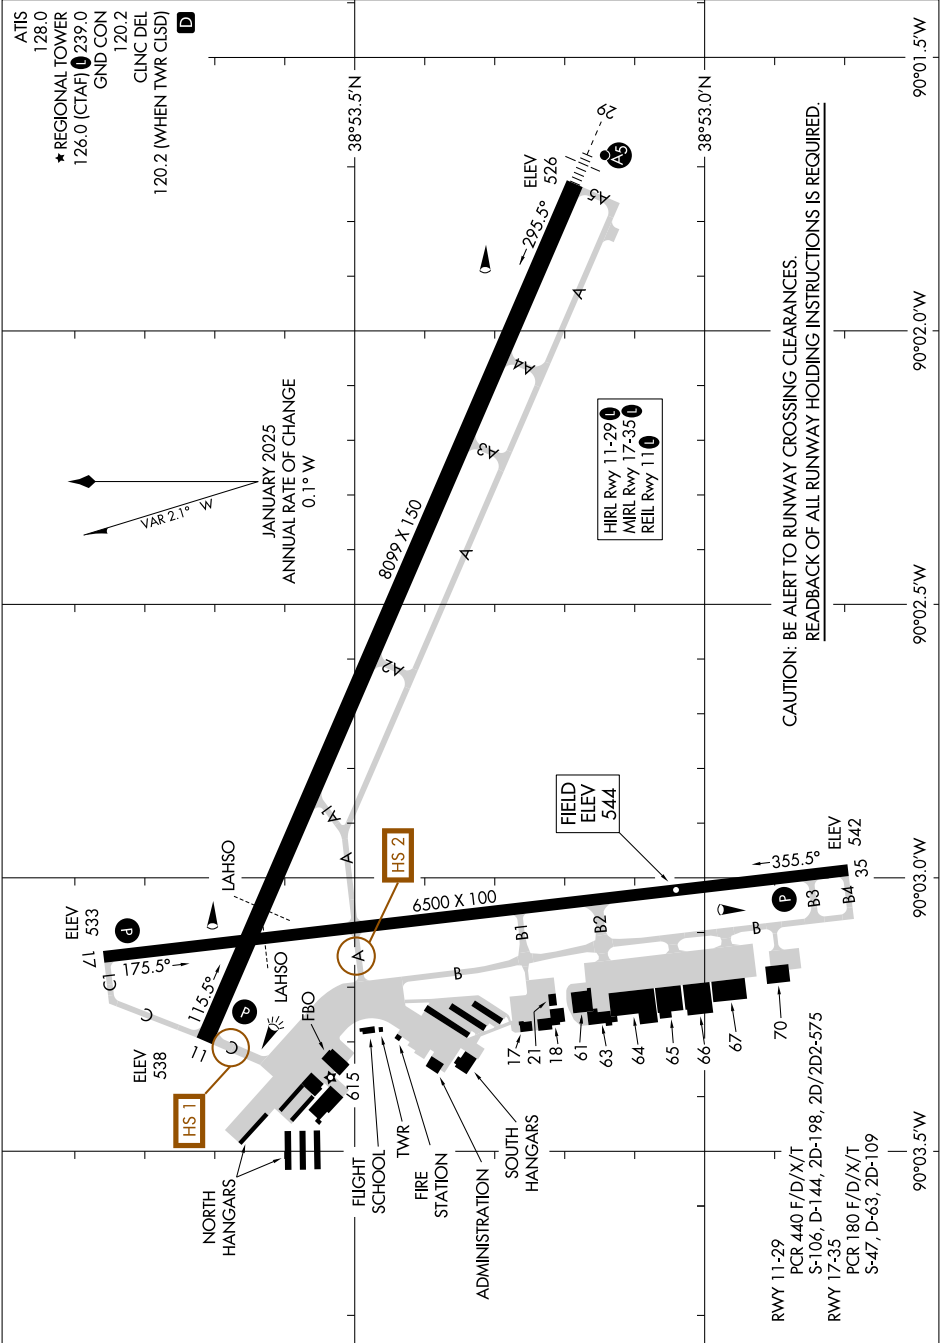 ATIS
128.0
★ REGIONAL TOWER
126.0 (CTAF) L 239.0
GND CON
120.2
CLNC DEL
120.2 (WHEN TWR CLSD)
D
38°53.5'N
38°53.0'N
90°01.5'W
90°02.0'W
90°02.5'W
90°03.0'W
90°03.5'W
JANUARY 2025
ANNUAL RATE OF CHANGE
0.1° W
VAR 2.1° W
ELEV
526
29
A5
A5
295.5°
A
A4
A3
A
8099 X 150
A2
A1
A
HIRL Rwy 11-29 L
MIRL Rwy 17-35 L
REIL Rwy 11 L
CAUTION: BE ALERT TO RUNWAY CROSSING CLEARANCES.
READBACK OF ALL RUNWAY HOLDING INSTRUCTIONS IS REQUIRED.
FIELD
ELEV
544
HS 2
A
LAHSO
LAHSO
ELEV
533
17
P
175.5°
C1
C
115.5°
11
P
ELEV
538
C
HS 1
6500 X 100
355.5°
ELEV
542
35
P
B
B1
B2
B
B3
B4
FBO
615
NORTH
HANGARS
FLIGHT
SCHOOL
TWR
FIRE
STATION
ADMINISTRATION
SOUTH
HANGARS
17
21
18
61
63
64
65
66
67
70
RWY 11-29
PCR 440 F/D/X/T
S-106, D-144, 2D-198, 2D/2D2-575
RWY 17-35
PCR 180 F/D/X/T
S-47, D-63, 2D-109